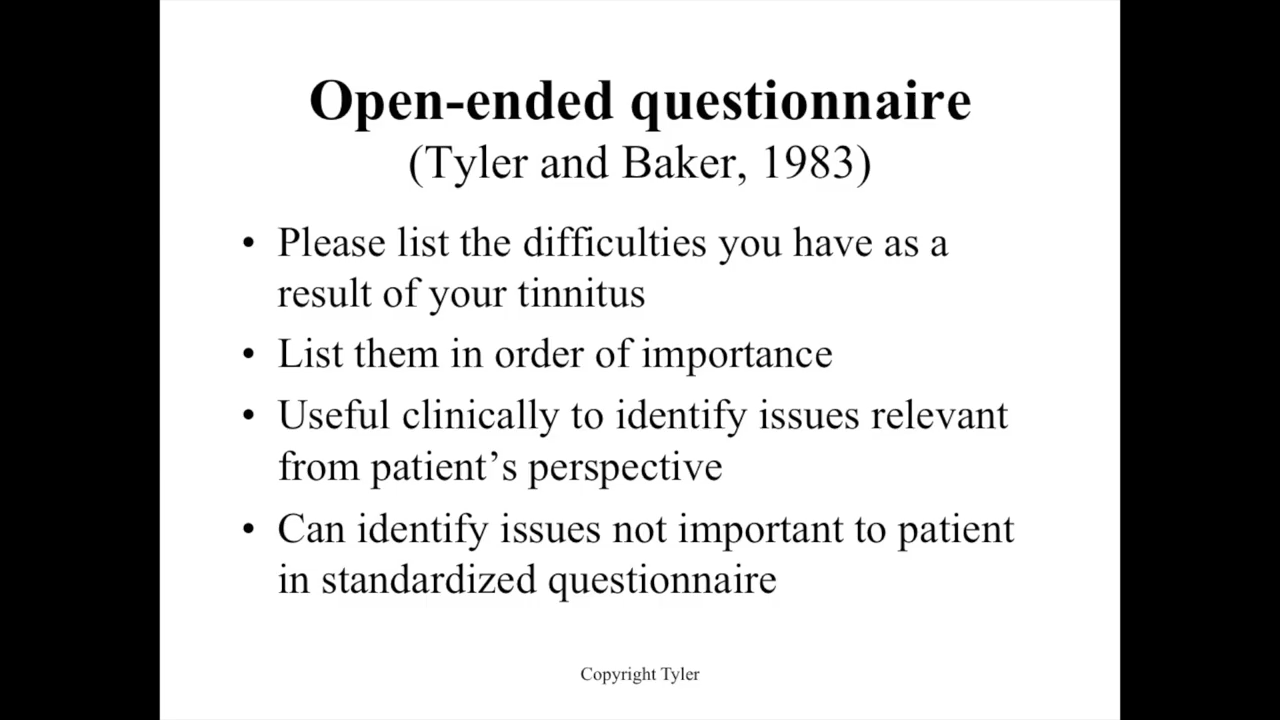 Open-ended questionnaire
(Tyler and Baker, 1983)
• Please list the difficulties you have as a
result of your tinnitus
• List them in order of importance
• Useful clinically to identify issues relevant
from patient’s perspective
• Can identify issues not important to patient
in standardized questionnaire
Copyright Tyler